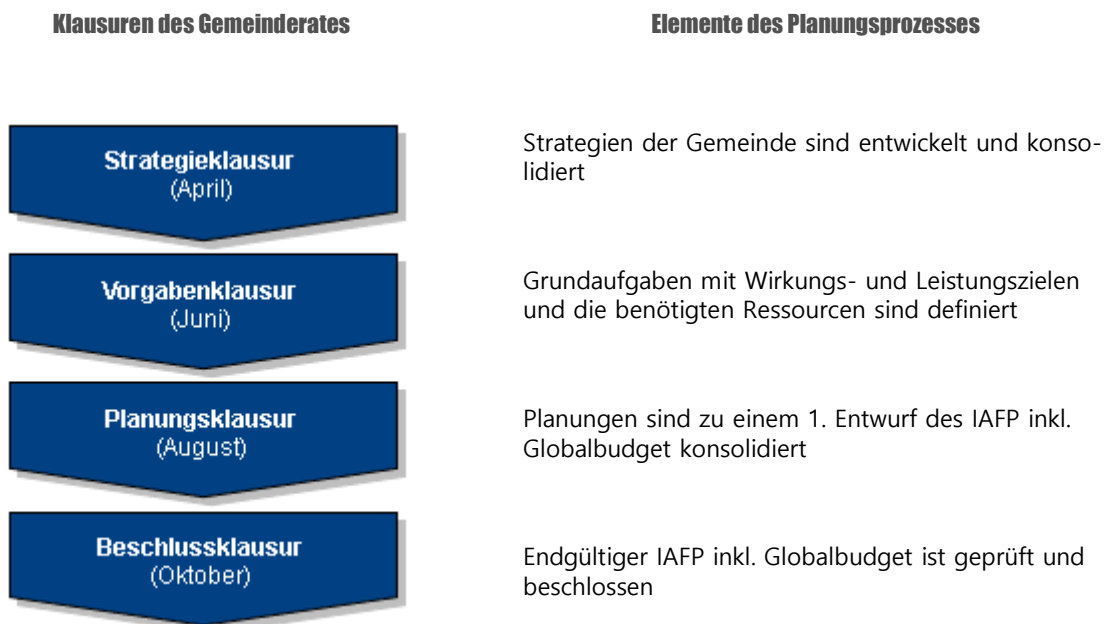 Klausuren des Gemeinderates
Elemente des Planungsprozesses
Strategieklausur
(April)
Strategien der Gemeinde sind entwickelt und konso-
lidiert
Vorgabenklausur
(Juni)
Grundaufgaben mit Wirkungs- und Leistungszielen
und die benötigten Ressourcen sind definiert
Planungsklausur
(August)
Planungen sind zu einem 1. Entwurf des IAFP inkl.
Globalbudget konsolidiert
Beschlussklausur
(Oktober)
Endgültiger IAFP inkl. Globalbudget ist geprüft und
beschlossen